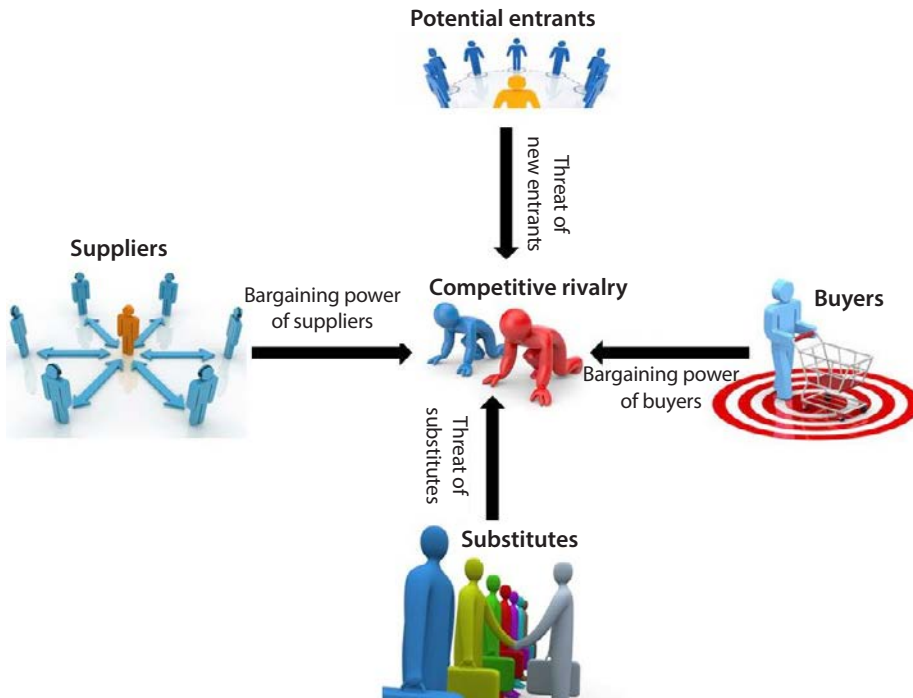 Potential entrants
Threat of
new entrants
Suppliers
Bargaining power
of suppliers
Competitive rivalry
Buyers
Bargaining power
of buyers
Threat of
substitutes
Substitutes